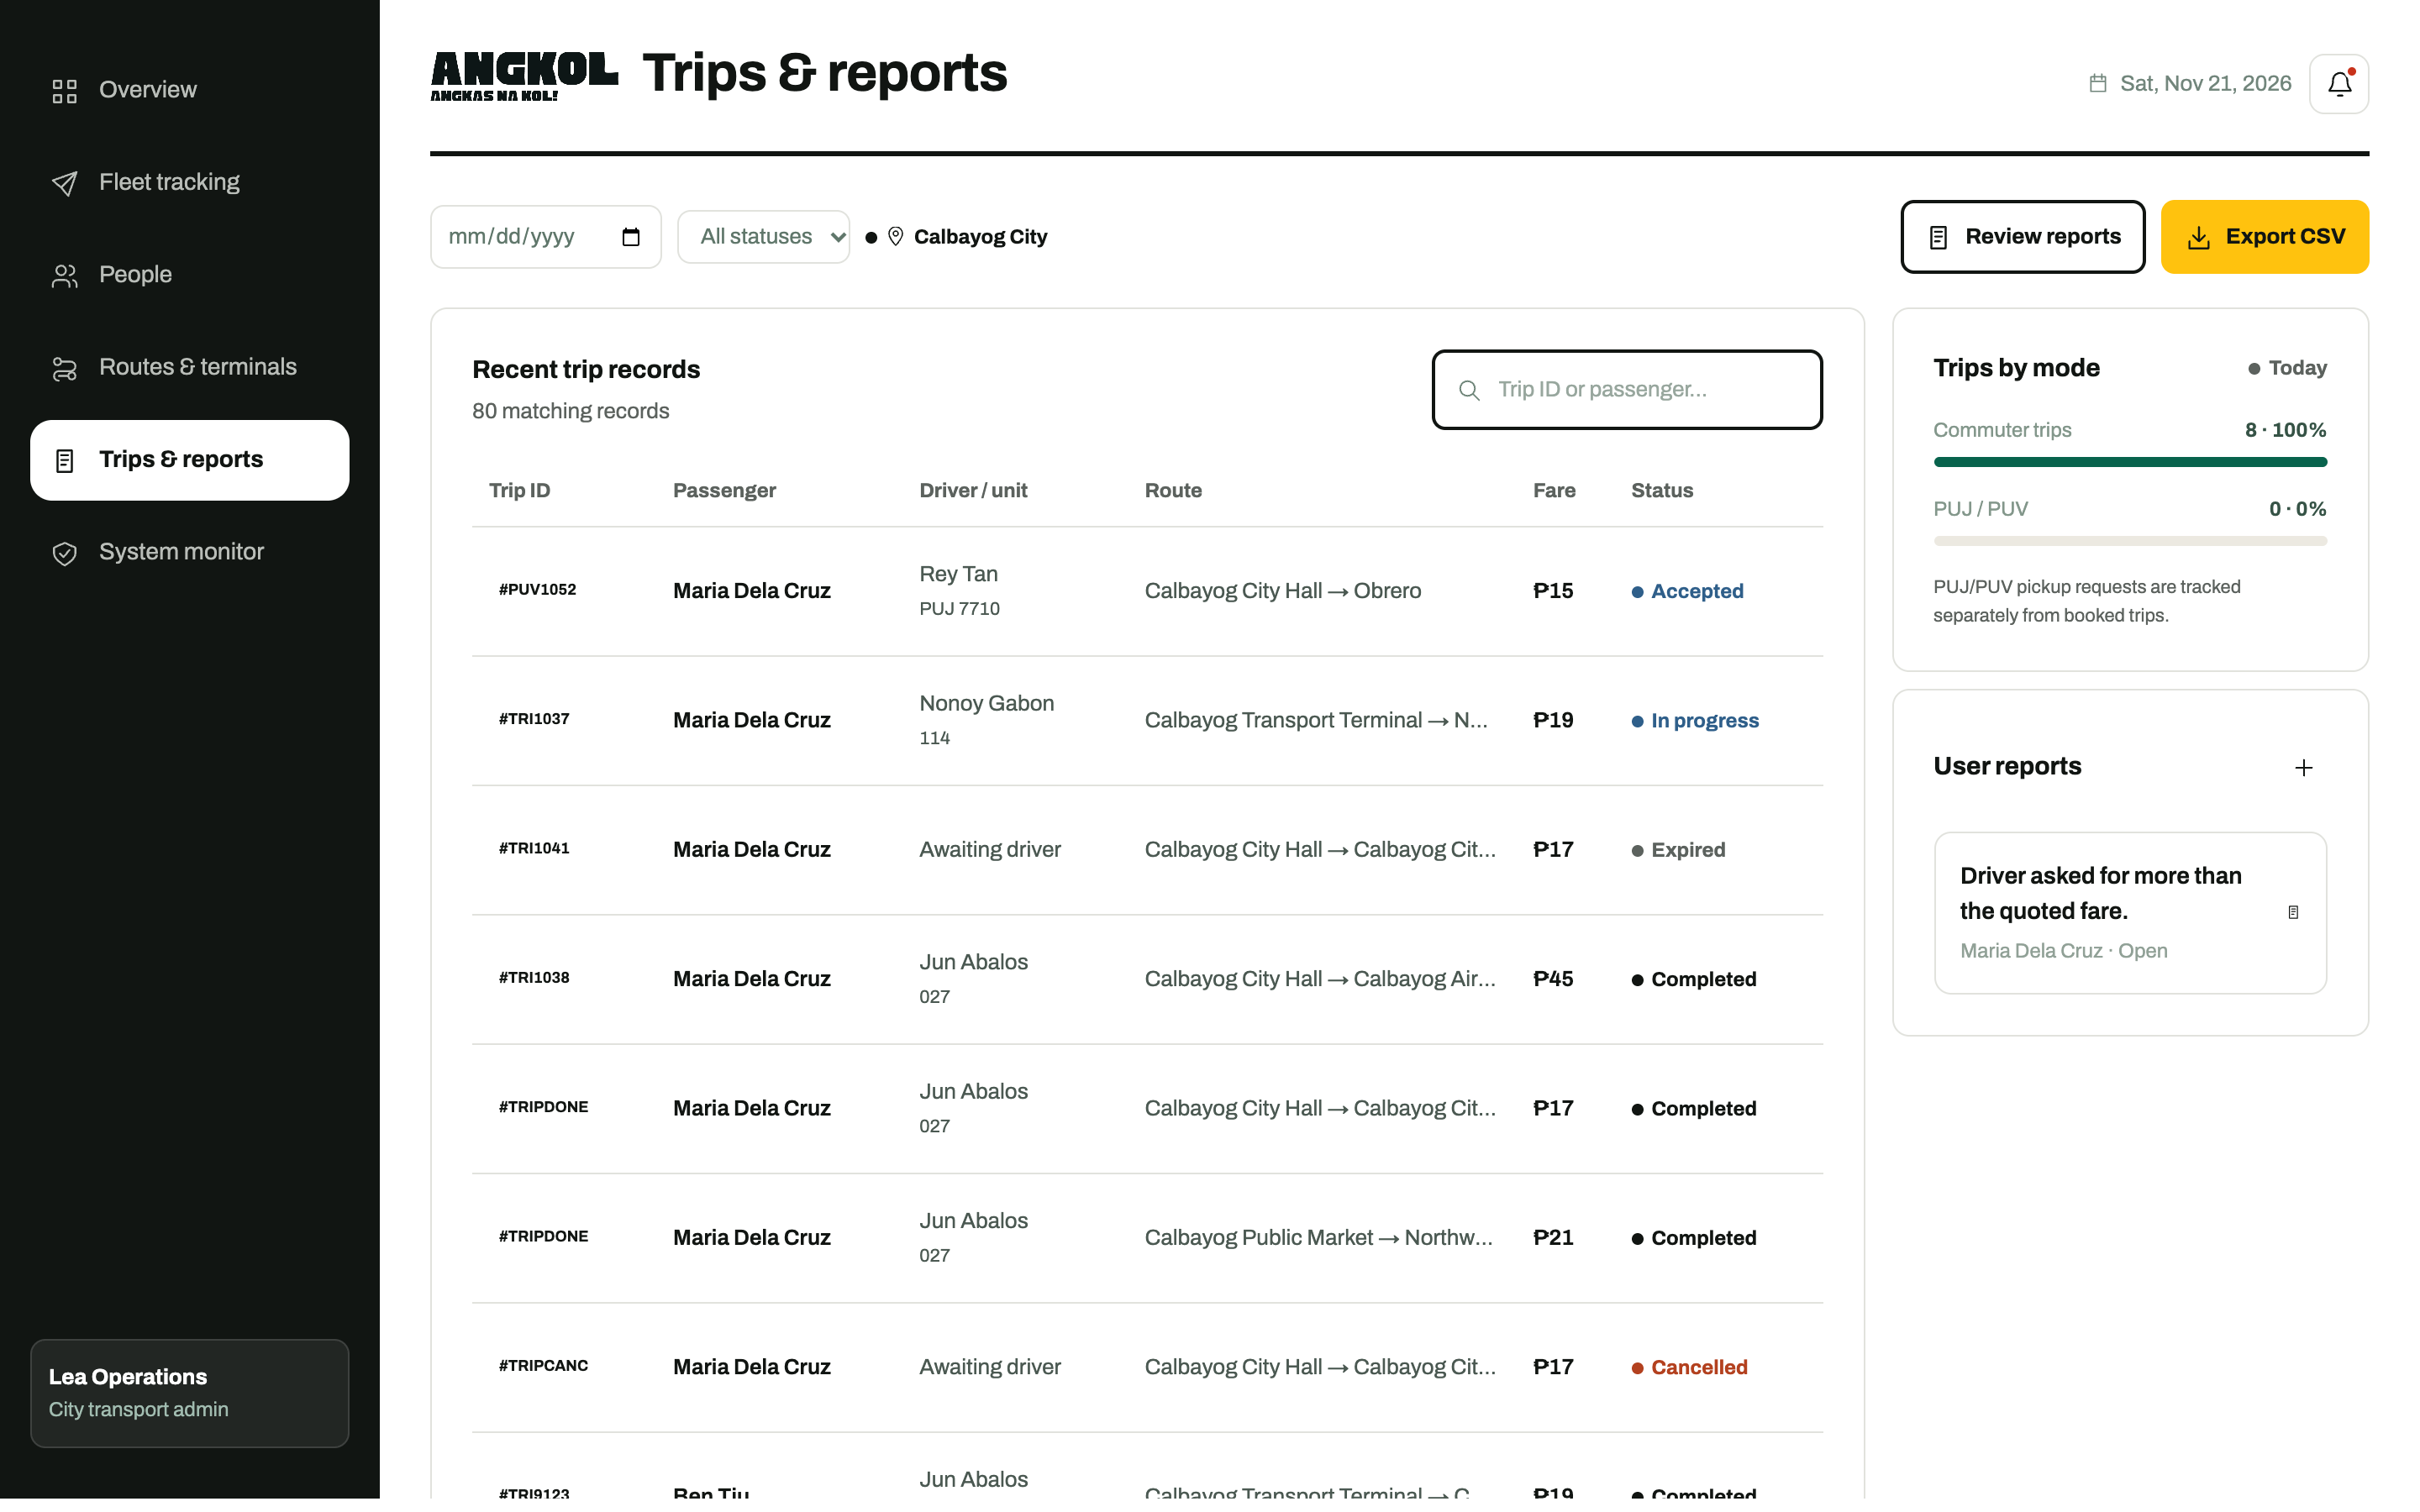 Overview
Fleet tracking
People
Routes & terminals
Trips & reports
System monitor
Lea Operations
City transport admin
ANGKOL
ANGKAS NA KOL!
Trips & reports
Sat, Nov 21, 2026
mm/dd/yyyy
All statuses
Calbayog City
Review reports
Export CSV
Recent trip records
80 matching records
Trip ID or passenger...
Trip ID Passenger Driver / unit Route Fare Status
#PUV1052 Maria Dela Cruz Rey Tan Calbayog City Hall → Obrero ₱15 Accepted
PUJ 7710
#TRI1037 Maria Dela Cruz Nonoy Gabon Calbayog Transport Terminal → N... ₱19 In progress
114
#TRI1041 Maria Dela Cruz Awaiting driver Calbayog City Hall → Calbayog Cit... ₱17 Expired
#TRI1038 Maria Dela Cruz Jun Abalos Calbayog City Hall → Calbayog Air... ₱45 Completed
027
#TRIPDONE Maria Dela Cruz Jun Abalos Calbayog City Hall → Calbayog Cit... ₱17 Completed
027
#TRIPDONE Maria Dela Cruz Jun Abalos Calbayog Public Market → Northw... ₱21 Completed
027
#TRIPCANC Maria Dela Cruz Awaiting driver Calbayog City Hall → Calbayog Cit... ₱17 Cancelled
#TRI9123 Ben Tiu Jun Abalos Calbayog Transport Terminal → C... ₱19 Completed
Trips by mode
Today
Commuter trips 8 · 100%
PUJ / PUV 0 · 0%
PUJ/PUV pickup requests are tracked
separately from booked trips.
User reports
Driver asked for more than
the quoted fare.
Maria Dela Cruz · Open